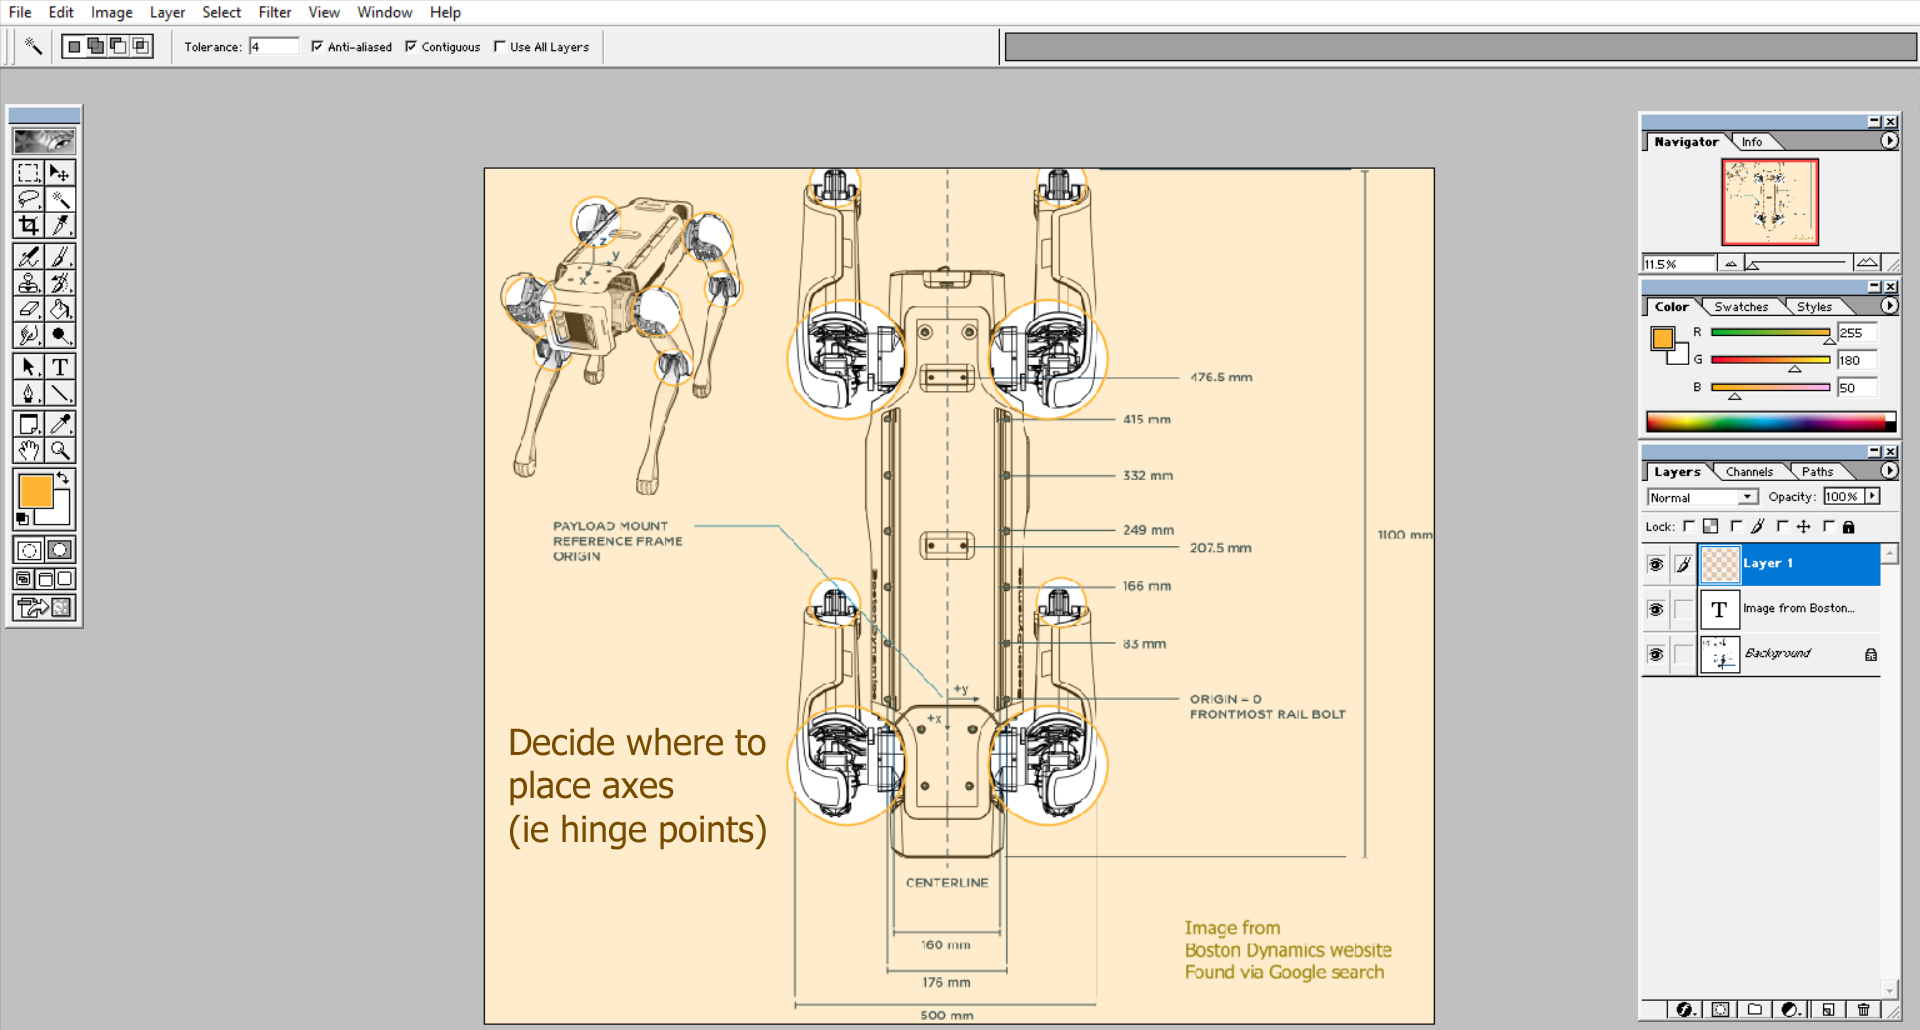 File Edit Image Layer Select Filter View Window Help
Tolerance: 4 Anti-aliased Contiguous Use All Layers
Navigator Info
11.5%
Color Swatches Styles
R 255
G 180
B 50
Layers Channels Paths
Normal Opacity: 100%
Lock:
Layer 1
T Image from Boston...
Background
T
z
y
x
476.5 mm
415 mm
332 mm
249 mm
207.5 mm
166 mm
83 mm
1100 mm
PAYLOAD MOUNT
REFERENCE FRAME
ORIGIN
+y
+x
ORIGIN = 0
FRONTMOST RAIL BOLT
Decide where to
place axes
(ie hinge points)
CENTERLINE
160 mm
176 mm
500 mm
Image from
Boston Dynamics website
Found via Google search